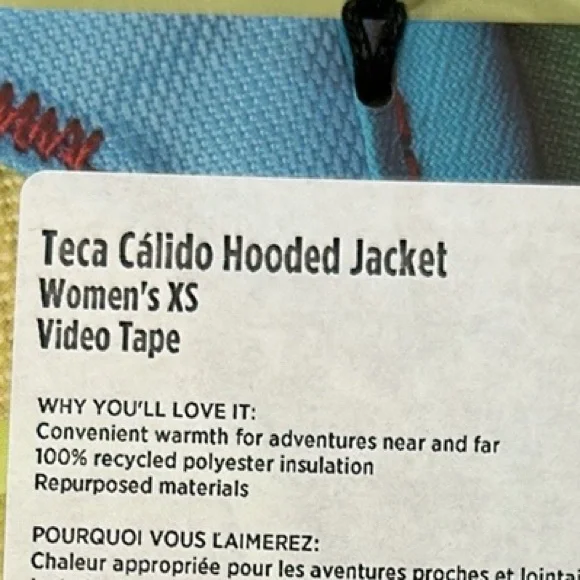 Teca Cálido Hooded Jacket
Women's XS
Video Tape
WHY YOU'LL LOVE IT:
Convenient warmth for adventures near and far
100% recycled polyester insulation
Repurposed materials
POURQUOI VOUS L'AIMEREZ:
Chaleur appropriée pour les aventures proches et